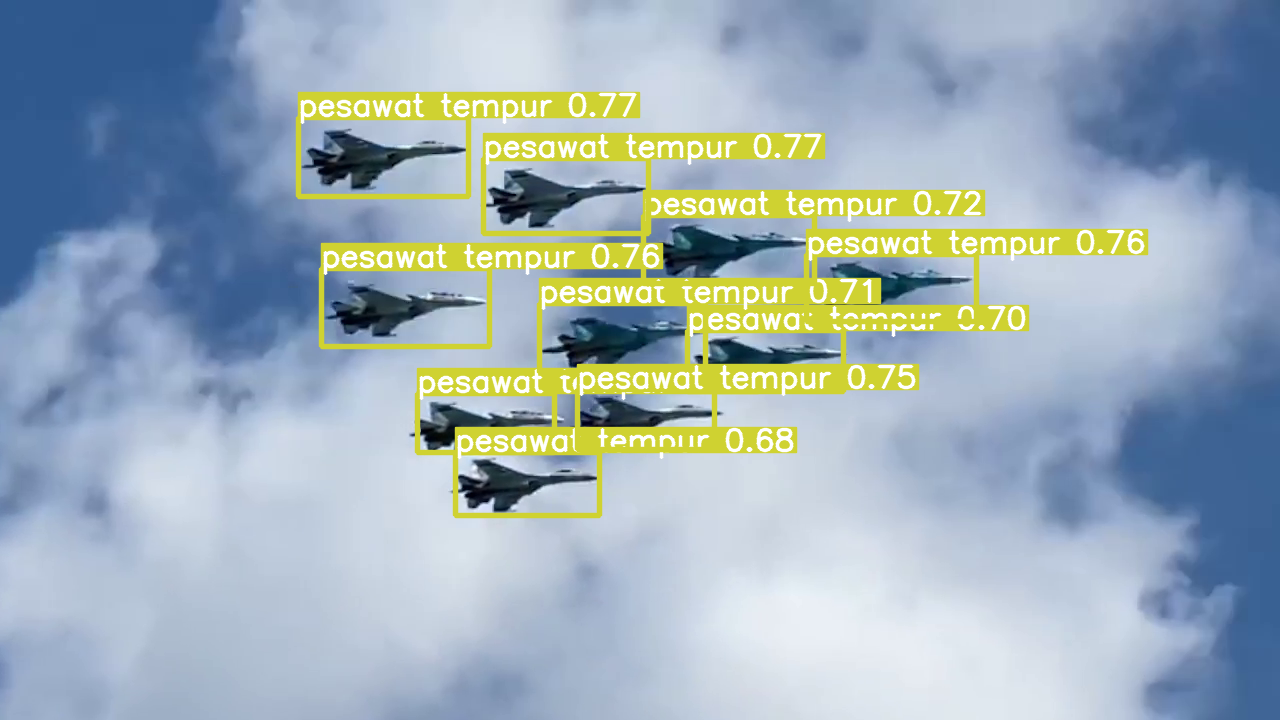 pesawat tempur 0.77
pesawat tempur 0.77
pesawat tempur 0.72
pesawat tempur 0.76
pesawat tempur 0.76
pesawat tempur 0.71
pesawat tempur 0.70
pesawat tempur 0.75
pesawat
pesawat tempur 0.68